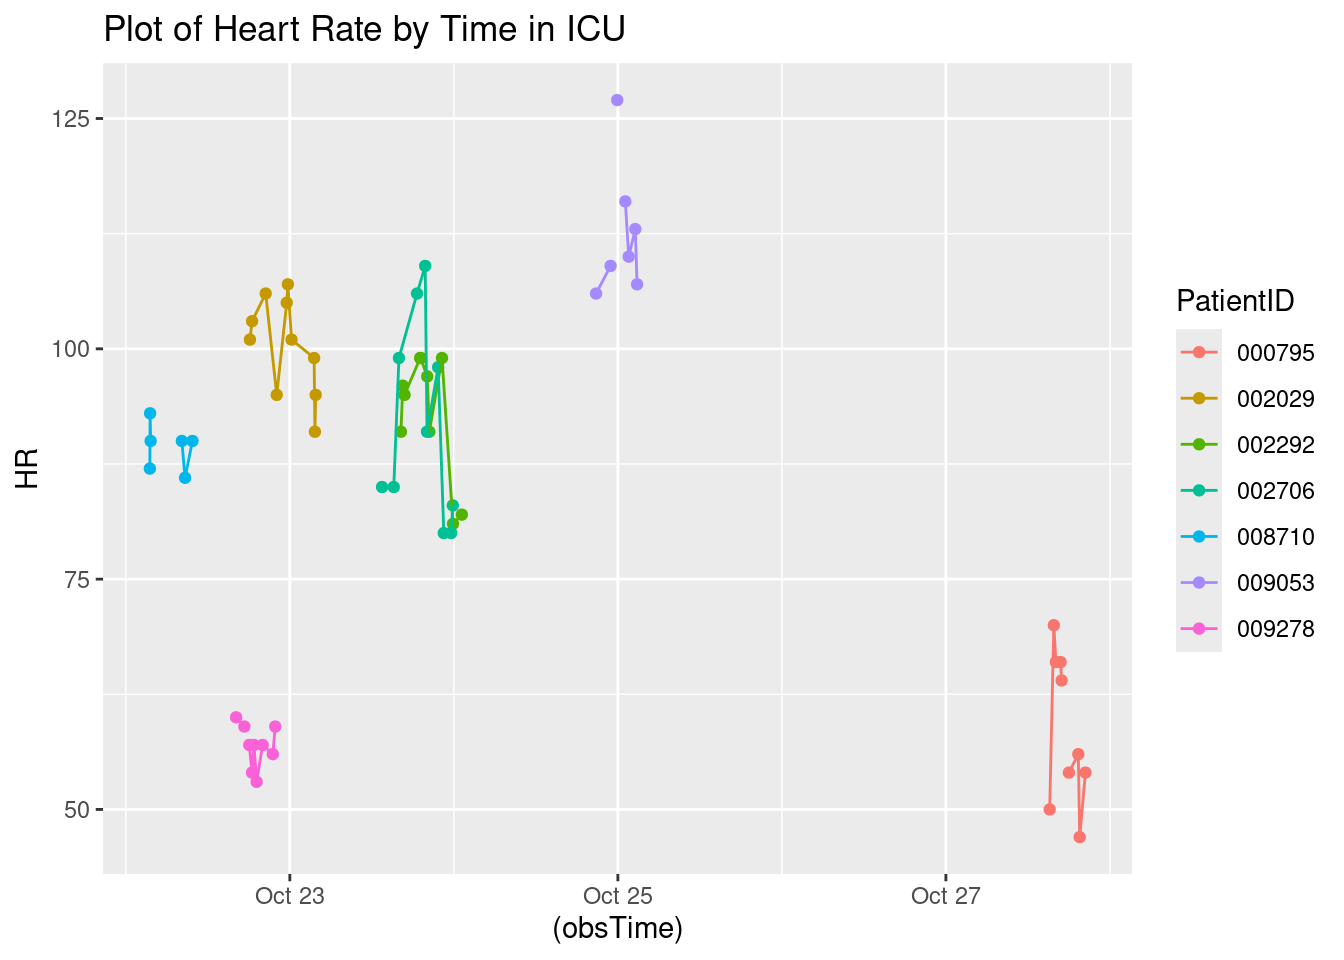 Plot of Heart Rate by Time in ICU
125
100
75
50
HR
Oct 23
Oct 25
Oct 27
(obsTime)
PatientID
000795
002029
002292
002706
008710
009053
009278